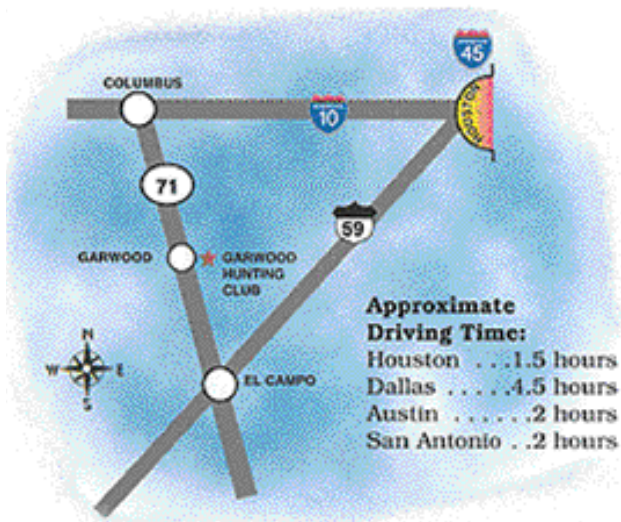 45
COLUMBUS
HOUSTON
10
71
59
GARWOOD
GARWOOD
HUNTING
CLUB
N
W E
S
EL CAMPO
Approximate
Driving Time:
Houston . . .1.5 hours
Dallas . . . . .4.5 hours
Austin . . . . . .2 hours
San Antonio . .2 hours